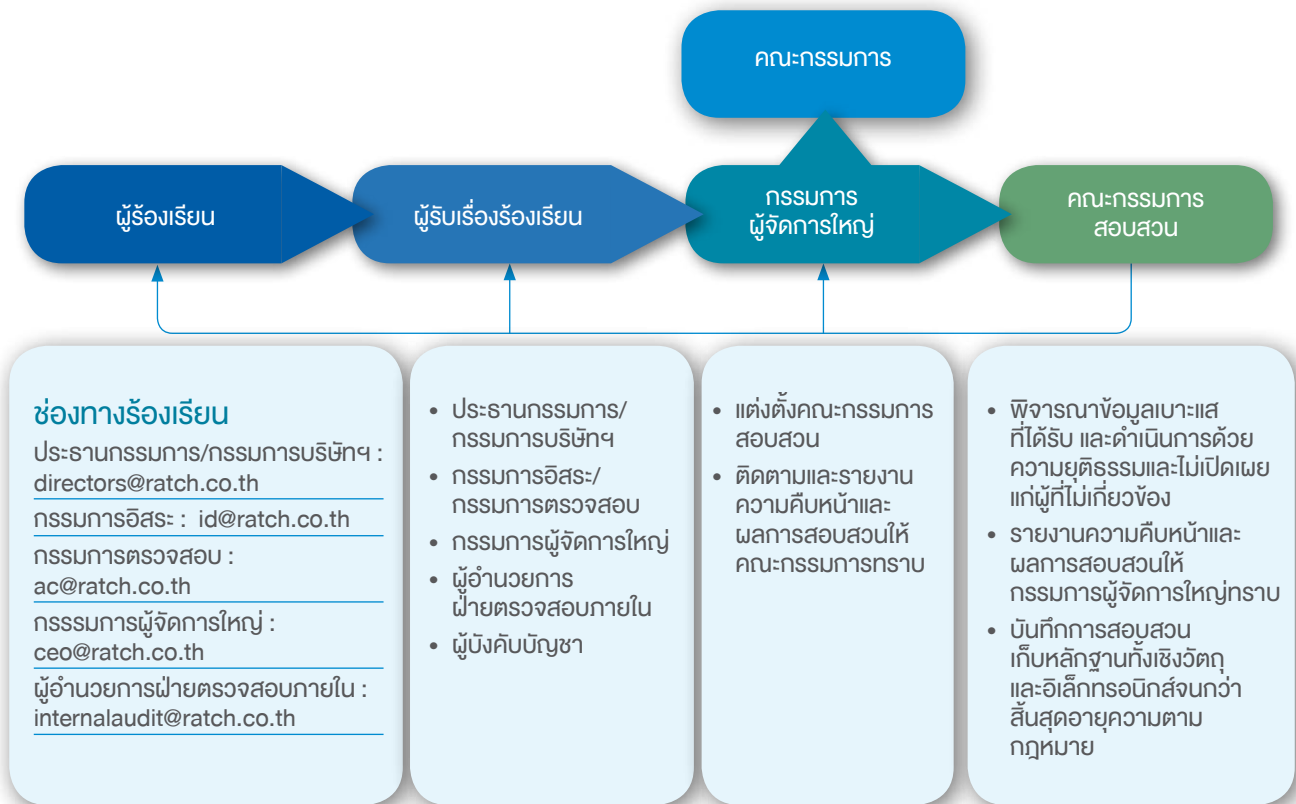 คณะกรรมการ
ผู้ร้องเรียน
ผู้รับเรื่องร้องเรียน
กรรมการ
ผู้จัดการใหญ่
คณะกรรมการ
สอบสวน
ช่องทางร้องเรียน
ประธานกรรมการ/กรรมการบริษัทฯ :
directors@ratch.co.th
กรรมการอิสระ : id@ratch.co.th
กรรมการตรวจสอบ :
ac@ratch.co.th
กรรรมการผู้จัดการใหญ่ :
ceo@ratch.co.th
ผู้อำนวยการฝ่ายตรวจสอบภายใน :
internalaudit@ratch.co.th
• ประธานกรรมการ/
กรรมการบริษัทฯ
• กรรมการอิสระ/
กรรมการตรวจสอบ
• กรรมการผู้จัดการใหญ่
• ผู้อำนวยการ
ฝ่ายตรวจสอบภายใน
• ผู้บังคับบัญชา
• แต่งตั้งคณะกรรมการ
สอบสวน
• ติดตามและรายงาน
ความคืบหน้าและ
ผลการสอบสวนให้
คณะกรรมการทราบ
• พิจารณาข้อมูลเบาะแส
ที่ได้รับ และดำเนินการด้วย
ความยุติธรรมและไม่เปิดเผย
แก่ผู้ที่ไม่เกี่ยวข้อง
• รายงานความคืบหน้าและ
ผลการสอบสวนให้
กรรมการผู้จัดการใหญ่ทราบ
• บันทึกการสอบสวน
เก็บหลักฐานทั้งเชิงวัตถุ
และอิเล็กทรอนิกส์จนกว่า
สิ้นสุดอายุความตาม
กฎหมาย